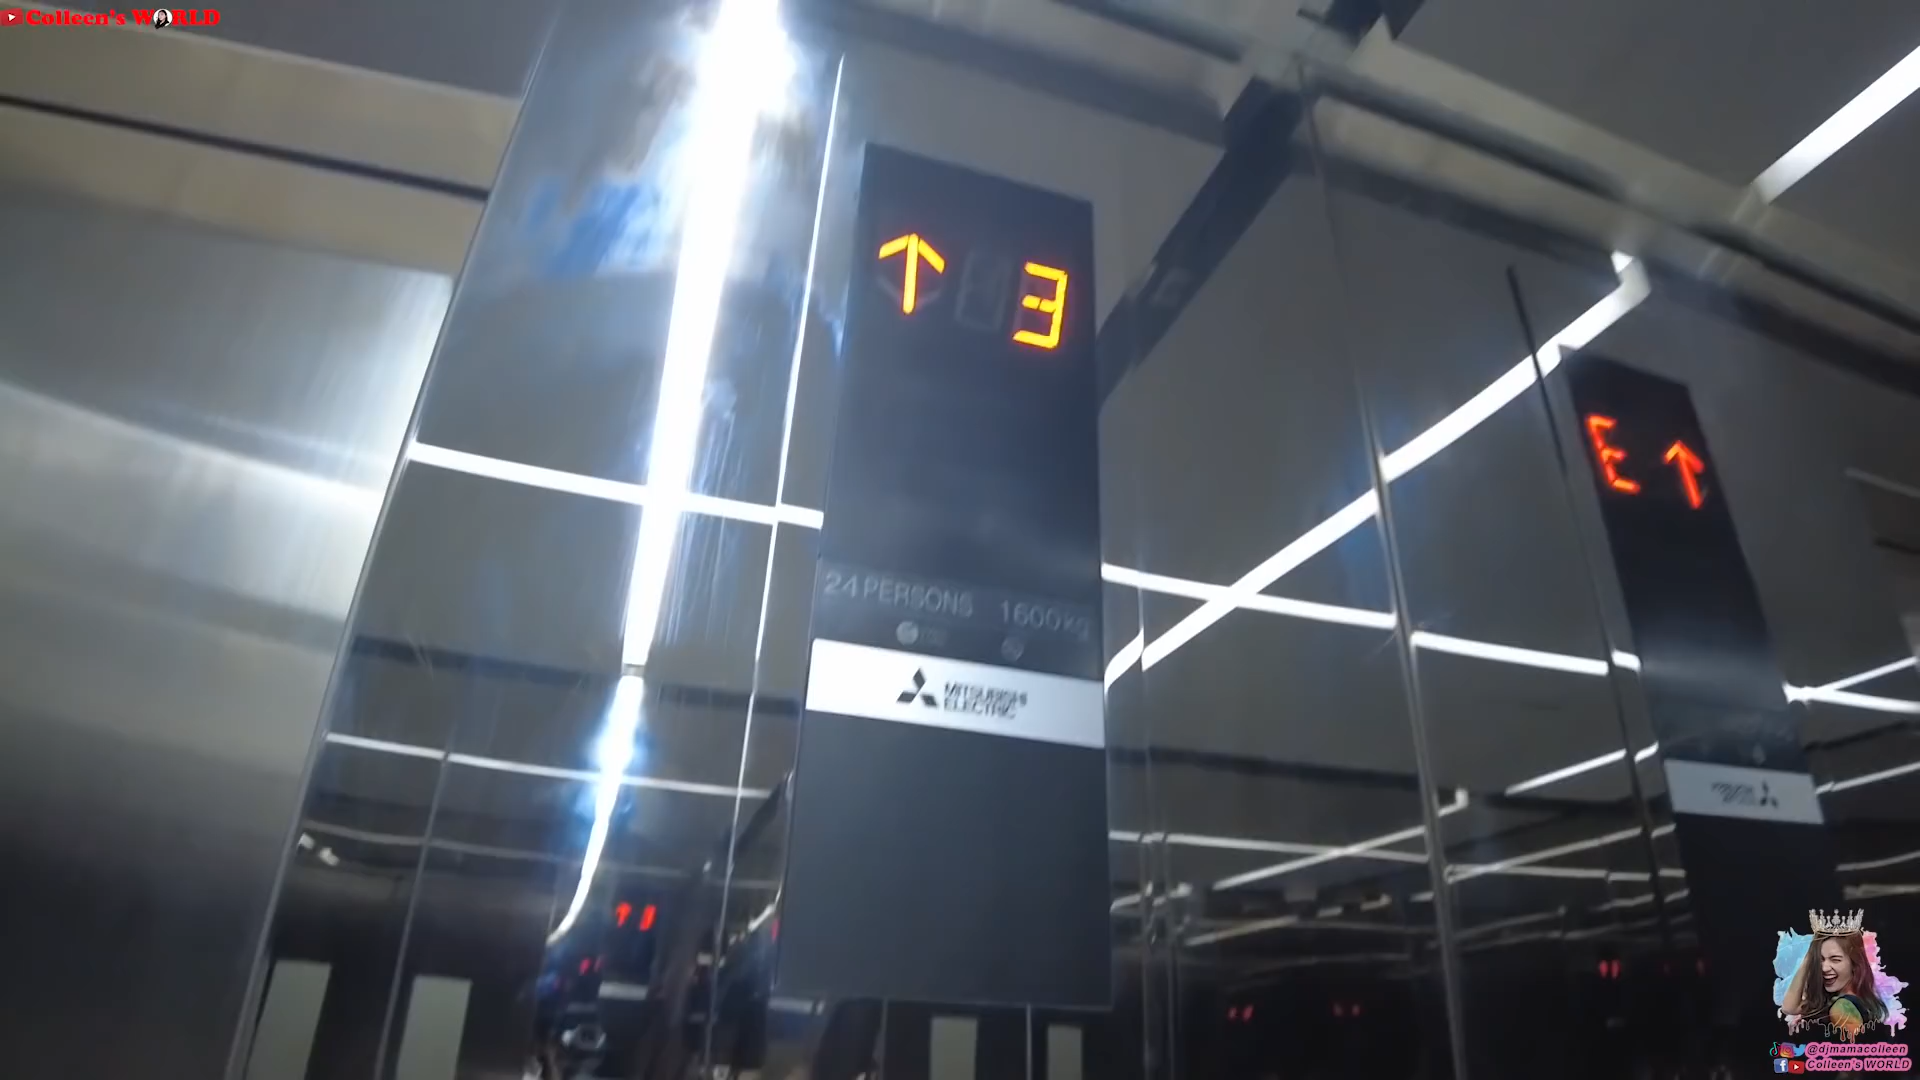 Colleen's WORLD
↑ 3
24 PERSONS 1600kg
MITSUBISHI
ELECTRIC
@djmamacolleen
Colleen's WORLD